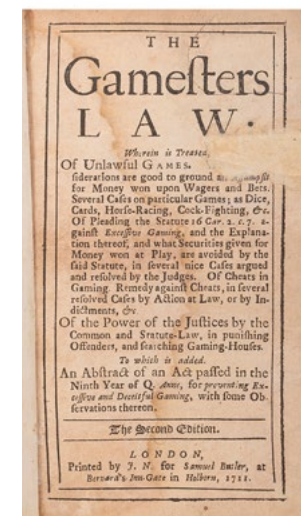 THE
Gameſters
LAW.
Wherein is Treated,
Of Unlawful GAMES.
ſiderations are good to ground an
for Money won upon Wagers and Bets.
Several Caſes on particular Games; as Dice,
Cards, Horſe-Racing, Cock-Fighting, &c.
Of Pleading the Statute 16 Car. 2. c. 7. a-
gainſt Exceſſive Gaming, and the Explana-
tion thereof, and what Securities given for
Money won at Play, are avoided by the
ſaid Statute, in ſeveral nice Caſes argued
and reſolved by the Judges. Of Cheats in
Gaming. Remedy againſt Cheats, in ſeveral
reſolved Caſes by Action at Law, or by In-
dictments, &c.
Of the Power of the Juſtices by the
Common and Statute-Law, in puniſhing
Offenders, and ſearching Gaming-Houſes.
To which is added,
An Abſtract of an Act paſſed in the
Ninth Year of Q. Anne, for preventing Ex-
ceſſive and Deceitful Gaming, with ſome Ob-
ſervations thereon.
The Second Edition.
LONDON,
Printed by J. N. for Samuel Butler, at
Bernard's Inn-Gate in Holborn, 1711.